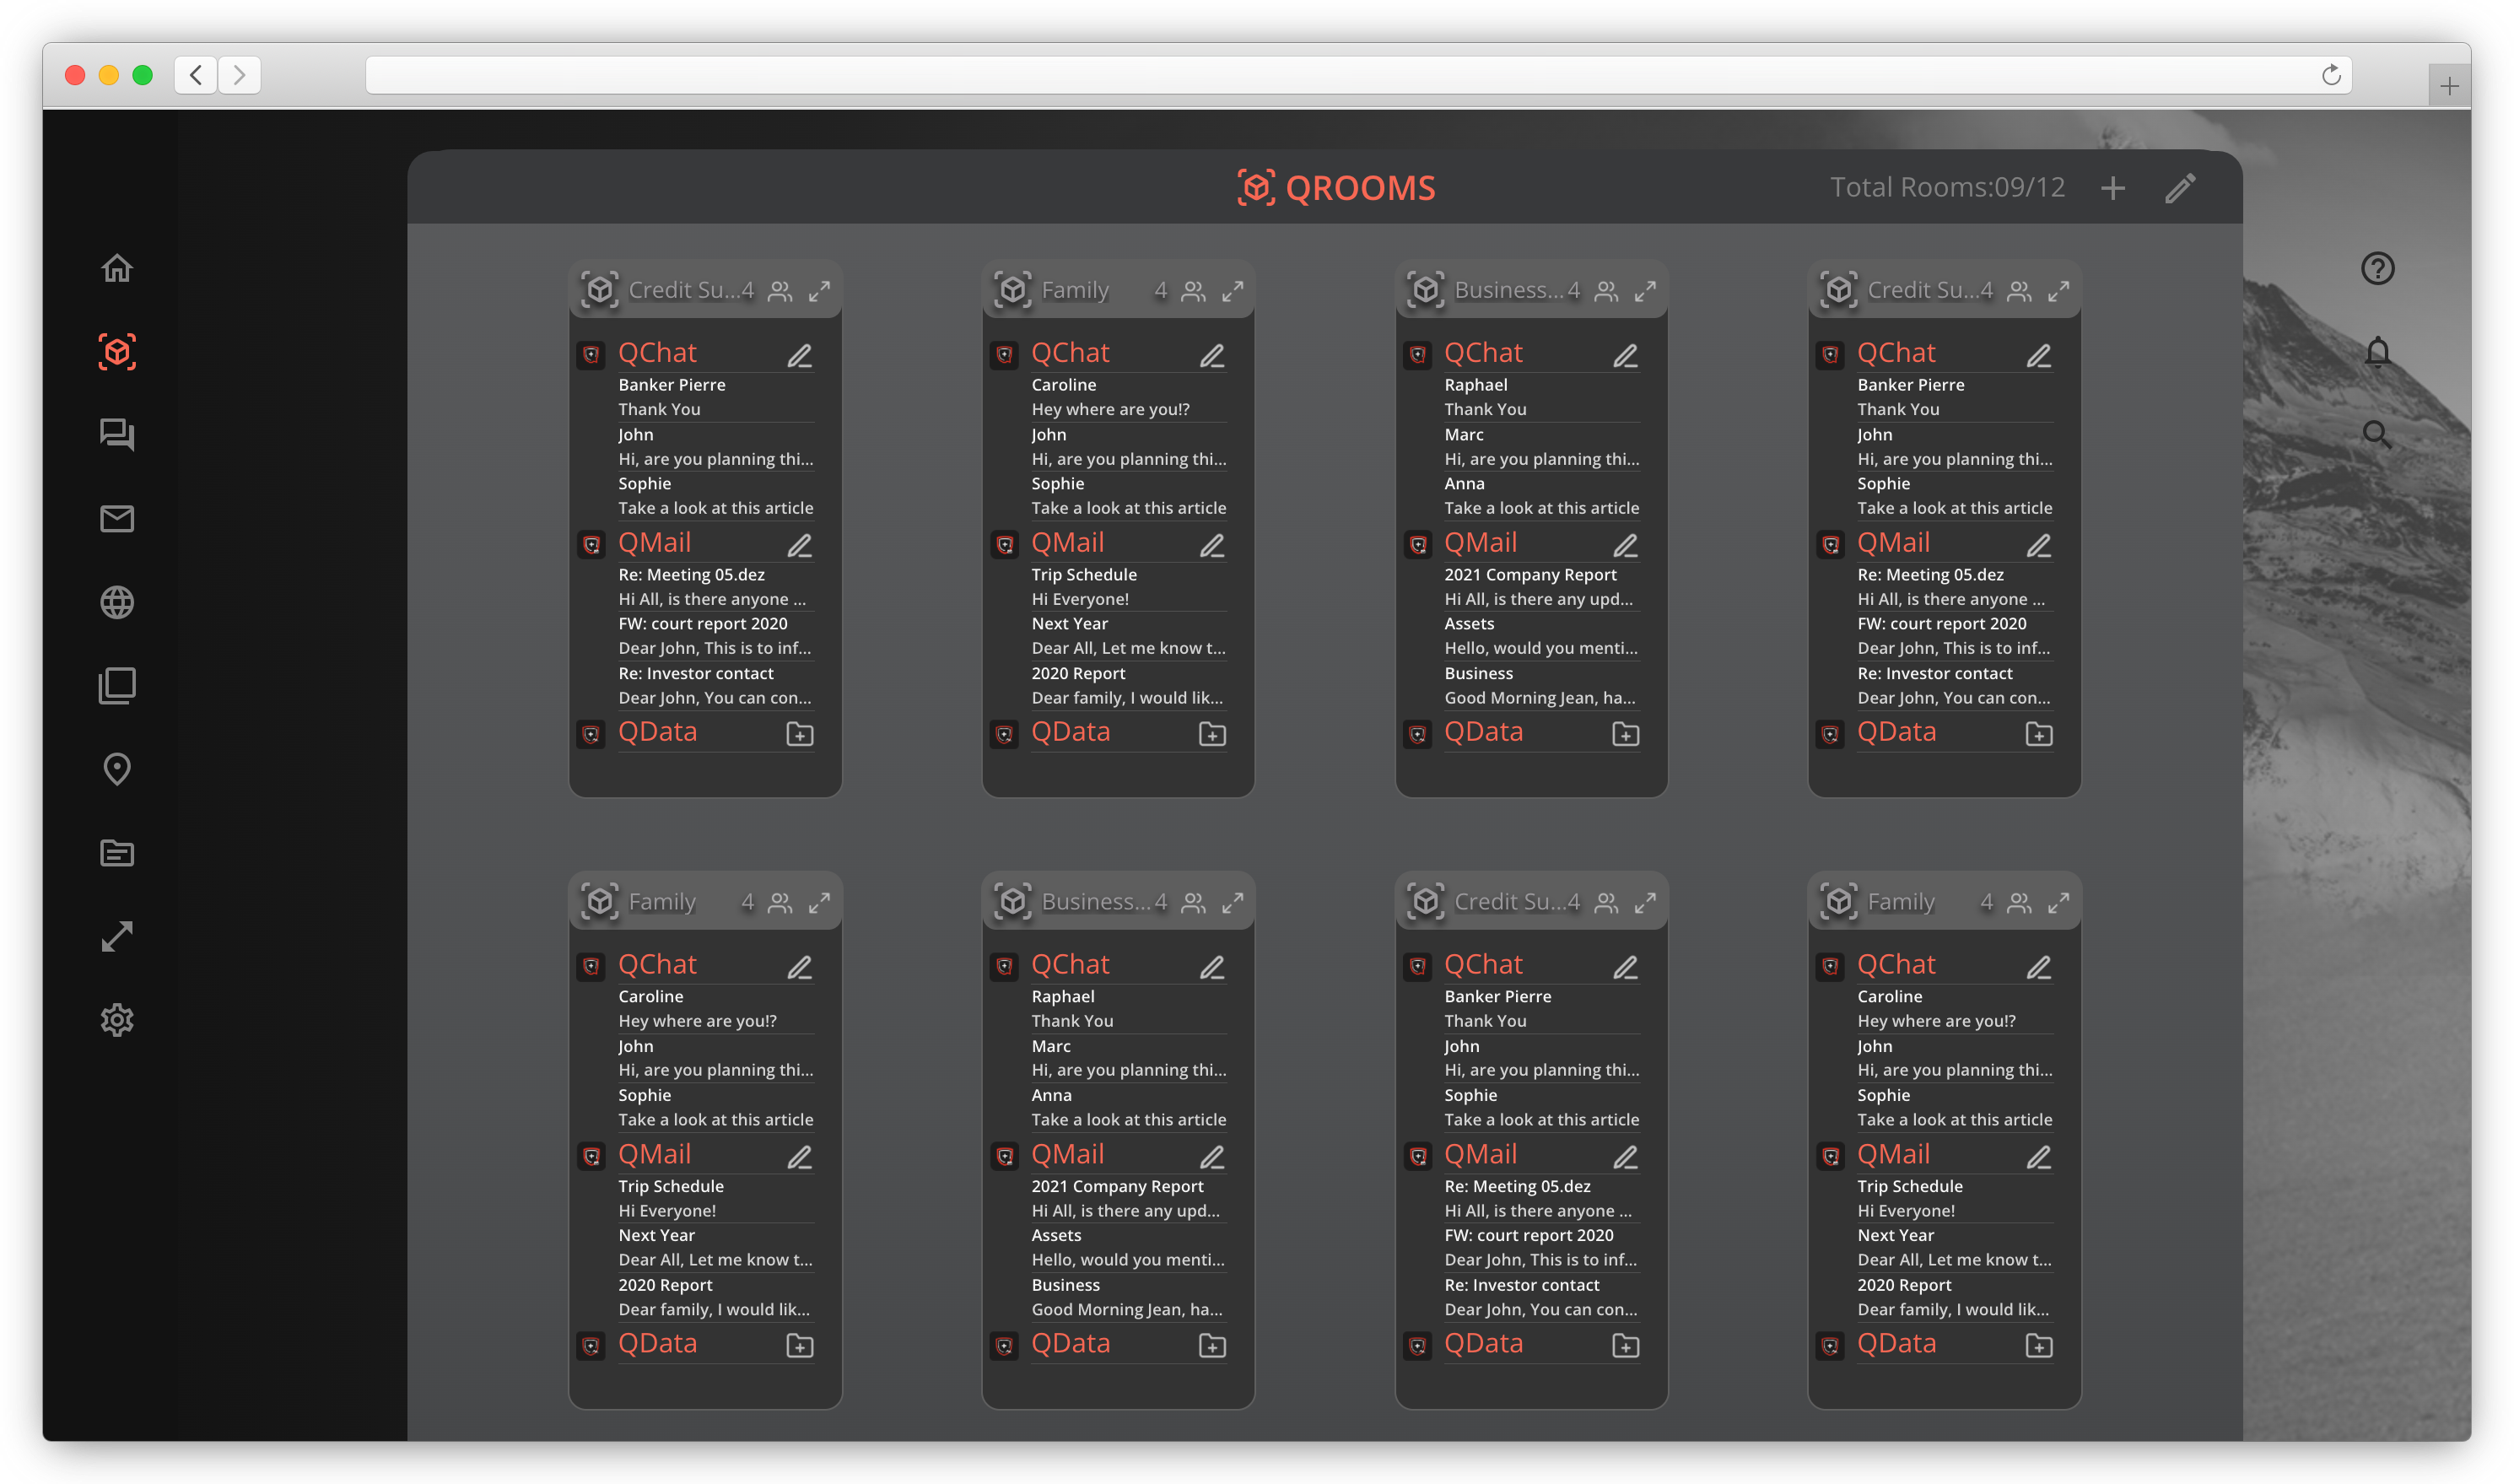 QROOMS
Total Rooms:09/12
Credit Su...4
QChat
Banker Pierre
Thank You
John
Hi, are you planning thi...
Sophie
Take a look at this article
QMail
Re: Meeting 05.dez
Hi All, is there anyone ...
FW: court report 2020
Dear John, This is to inf...
Re: Investor contact
Dear John, You can con...
QData
Family 4
QChat
Caroline
Hey where are you!?
John
Hi, are you planning thi...
Sophie
Take a look at this article
QMail
Trip Schedule
Hi Everyone!
Next Year
Dear All, Let me know t...
2020 Report
Dear family, I would lik...
QData
Business... 4
QChat
Raphael
Thank You
Marc
Hi, are you planning thi...
Anna
Take a look at this article
QMail
2021 Company Report
Hi All, is there any upd...
Assets
Hello, would you menti...
Business
Good Morning Jean, ha...
QData
Credit Su...4
QChat
Banker Pierre
Thank You
John
Hi, are you planning thi...
Sophie
Take a look at this article
QMail
Re: Meeting 05.dez
Hi All, is there anyone ...
FW: court report 2020
Dear John, This is to inf...
Re: Investor contact
Dear John, You can con...
QData
Family 4
QChat
Caroline
Hey where are you!?
John
Hi, are you planning thi...
Sophie
Take a look at this article
QMail
Trip Schedule
Hi Everyone!
Next Year
Dear All, Let me know t...
2020 Report
Dear family, I would lik...
QData
Business... 4
QChat
Raphael
Thank You
Marc
Hi, are you planning thi...
Anna
Take a look at this article
QMail
2021 Company Report
Hi All, is there any upd...
Assets
Hello, would you menti...
Business
Good Morning Jean, ha...
QData
Credit Su...4
QChat
Banker Pierre
Thank You
John
Hi, are you planning thi...
Sophie
Take a look at this article
QMail
Re: Meeting 05.dez
Hi All, is there anyone ...
FW: court report 2020
Dear John, This is to inf...
Re: Investor contact
Dear John, You can con...
QData
Family 4
QChat
Caroline
Hey where are you!?
John
Hi, are you planning thi...
Sophie
Take a look at this article
QMail
Trip Schedule
Hi Everyone!
Next Year
Dear All, Let me know t...
2020 Report
Dear family, I would lik...
QData